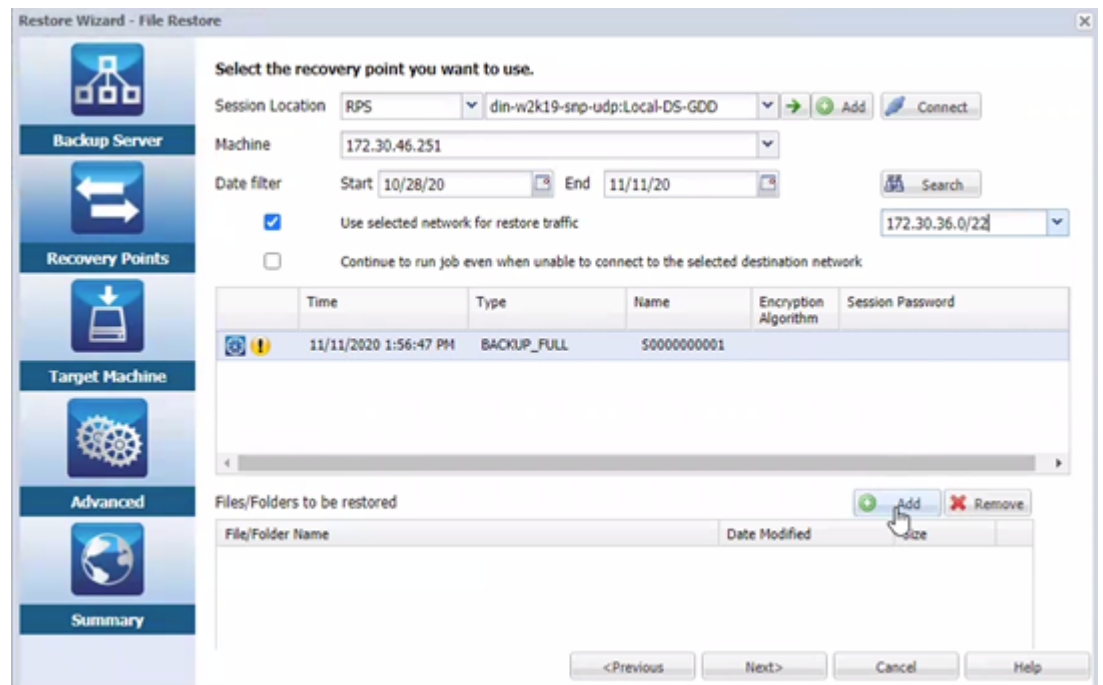 Restore Wizard - File Restore
Backup Server
Recovery Points
Target Machine
Advanced
Summary
Select the recovery point you want to use.
Session Location RPS din-w2k19-snp-udp:Local-DS-GDD Add Connect
Machine 172.30.46.251
Date filter Start 10/28/20 End 11/11/20 Search
Use selected network for restore traffic 172.30.36.0/22
Continue to run job even when unable to connect to the selected destination network
Time Type Name Encryption Algorithm Session Password
11/11/2020 1:56:47 PM BACKUP_FULL S0000000001
Files/Folders to be restored Add Remove
File/Folder Name Date Modified Size
<Previous Next> Cancel Help